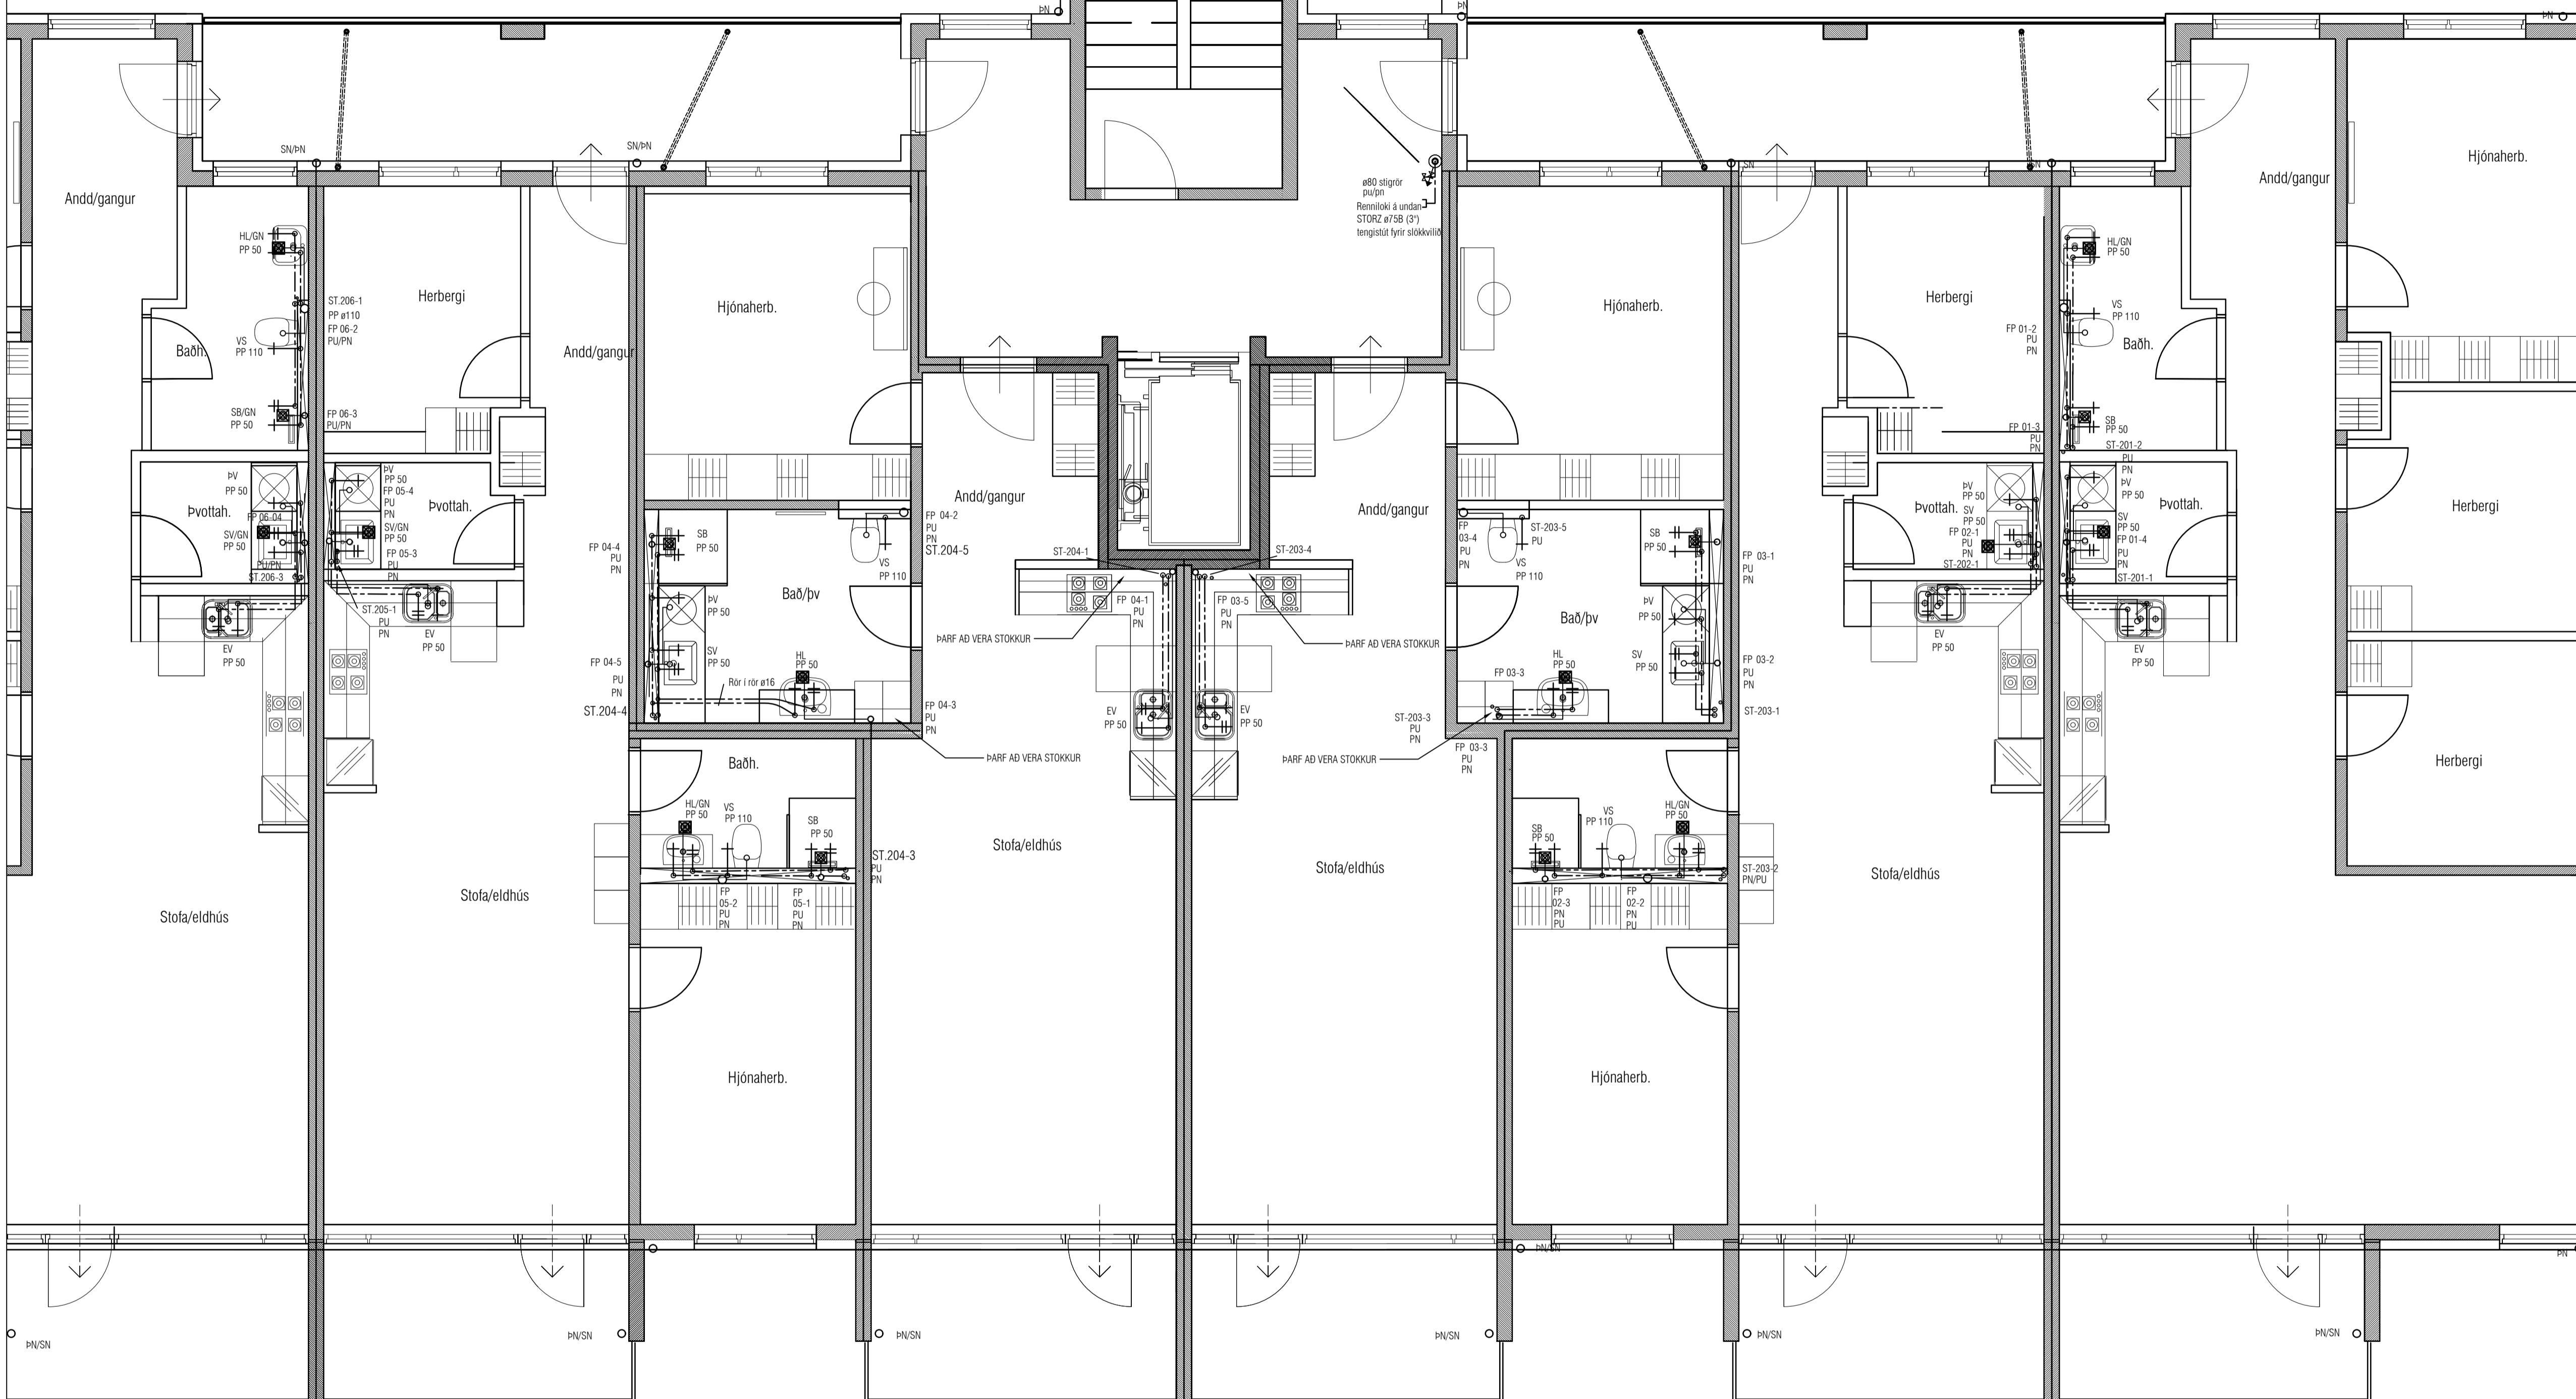 ÞN
ÞN
ÞN
SN/ÞN
SN/ÞN
SN
Hjónaherb.
Andd/gangur
Andd/gangur
ø80 stigrör
pu/pn
Renniloki á undan
STORZ ø75B (3")
tengistút fyrir slökkvilið
HL/GN
PP 50
HL/GN
PP 50
Herbergi
Herbergi
ST.206-1
PP ø110
FP 06-2
PU/PN
Hjónaherb.
Hjónaherb.
VS
PP 110
FP 01-2
PU
PN
VS
PP 110
Baðh.
Baðh.
Andd/gangur
SB/GN
PP 50
FP 06-3
PU/PN
FP 01-3
PU
PN
SB
PP 50
ST-201-2
PU
PN
ÞV
PP 50
ÞV
PP 50
FP 05-4
PU
PN
Þvottah.
Þvottah.
FP 06-04
SV/GN
PP 50
SV/GN
PP 50
FP 05-3
PU
PN
PU/PN
ST.206-3
ST.205-1
PU
PN
EV
PP 50
EV
PP 50
Andd/gangur
Andd/gangur
FP 04-2
PU
PN
ST.204-5
FP 04-4
PU
PN
SB
PP 50
VS
PP 110
Bað/þv
ÞV
PP 50
SV
PP 50
FP 04-5
PU
PN
ST.204-4
HL
PP 50
Rör í rör ø16
FP 04-3
PU
PN
ST-204-1
ST-203-4
FP 04-1
PU
PN
FP 03-5
PU
PN
ÞARF AÐ VERA STOKKUR
ÞARF AÐ VERA STOKKUR
EV
PP 50
EV
PP 50
FP
03-4
PU
PN
ST-203-5
PU
VS
PP 110
SB
PP 50
FP 03-1
PU
PN
Bað/þv
ÞV
PP 50
SV
PP 50
FP 03-2
PU
PN
ST-203-1
FP 03-3
HL
PP 50
ST-203-3
PU
PN
FP 03-3
PU
PN
ÞARF AÐ VERA STOKKUR
ÞARF AÐ VERA STOKKUR
ÞV
PP 50
Þvottah.
SV
PP 50
FP 02-1
PU
PN
ST-202-1
ÞV
PP 50
Þvottah.
SV
PP 50
FP 01-4
PU
PN
ST-201-1
EV
PP 50
EV
PP 50
Herbergi
Herbergi
Baðh.
HL/GN
PP 50
VS
PP 110
SB
PP 50
ST.204-3
PU
PN
FP
05-2
PU
PN
FP
05-1
PU
PN
SB
PP 50
VS
PP 110
HL/GN
PP 50
ST-203-2
PN/PU
FP
02-3
PN
PU
FP
02-2
PN
PU
Stofa/eldhús
Stofa/eldhús
Stofa/eldhús
Stofa/eldhús
Stofa/eldhús
Hjónaherb.
Hjónaherb.
ÞN/SN
ÞN
ÞN/SN
ÞN/SN
ÞN/SN
ÞN/SN
ÞN/SN
ÞN/SN